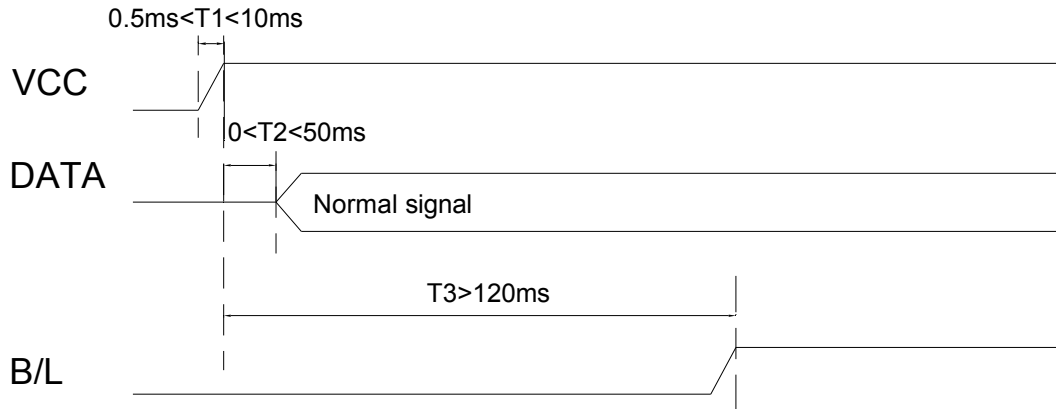 0.5ms<T1<10ms
VCC
0<T2<50ms
DATA
Normal signal
T3>120ms
B/L